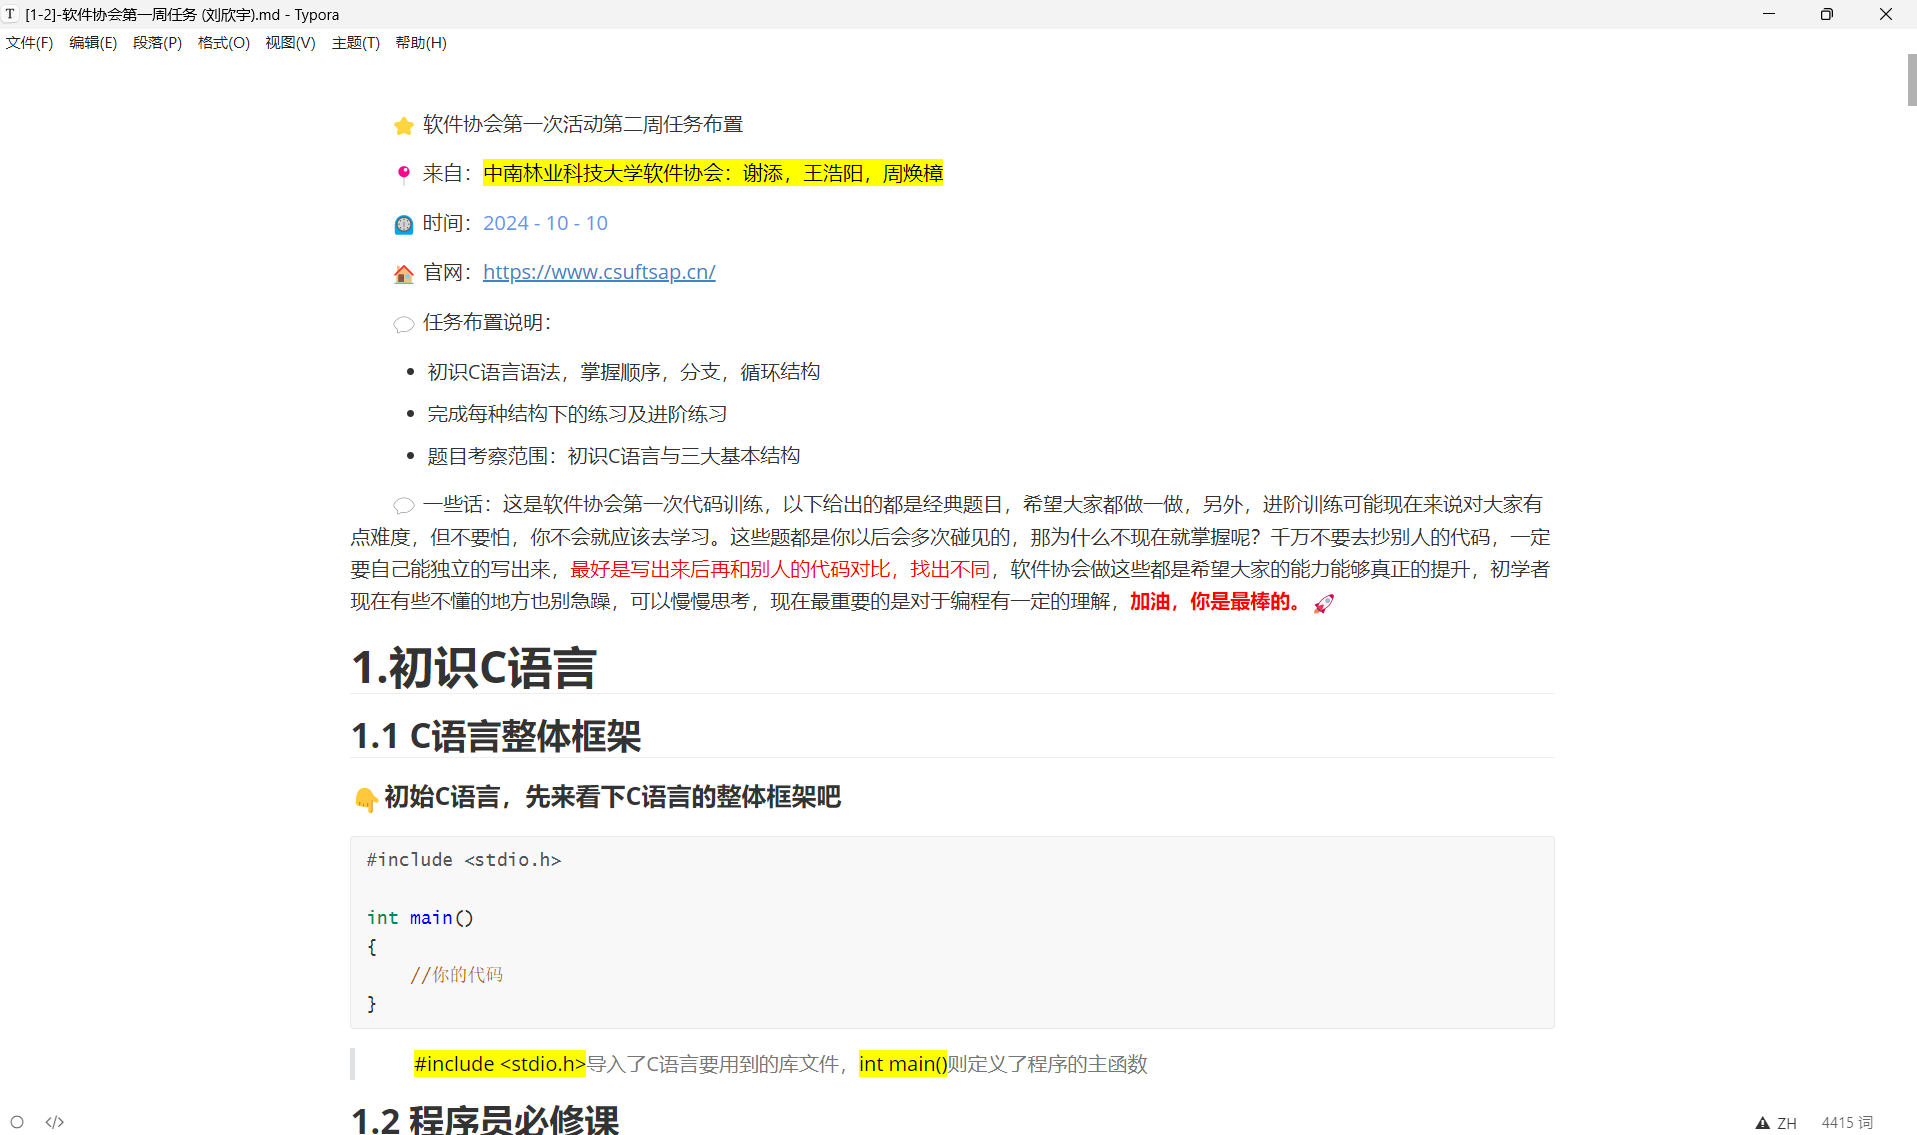 [1-2]-软件协会第一周任务 (刘欣宇).md - Typora
文件(F) 编辑(E) 段落(P) 格式(O) 视图(V) 主题(T) 帮助(H)
软件协会第一次活动第二周任务布置
来自：中南林业科技大学软件协会：谢添，王浩阳，周焕樟
时间：2024 - 10 - 10
官网：https://www.csuftsap.cn/
任务布置说明：
初识C语言语法，掌握顺序，分支，循环结构
完成每种结构下的练习及进阶练习
题目考察范围：初识C语言与三大基本结构
一些话：这是软件协会第一次代码训练，以下给出的都是经典题目，希望大家都做一做，另外，进阶训练可能现在来说对大家有
点难度，但不要怕，你不会就应该去学习。这些题都是你以后会多次碰见的，那为什么不现在就掌握呢？千万不要去抄别人的代码，一定
要自己能独立的写出来，最好是写出来后再和别人的代码对比，找出不同，软件协会做这些都是希望大家的能力能够真正的提升，初学者
现在有些不懂的地方也别急躁，可以慢慢思考，现在最重要的是对于编程有一定的理解，加油，你是最棒的。
1.初识C语言
1.1 C语言整体框架
初始C语言，先来看下C语言的整体框架吧
#include <stdio.h>
int main()
{
//你的代码
}
#include <stdio.h>导入了C语言要用到的库文件，int main()则定义了程序的主函数
1.2 程序员必修课
</> ZH 4415 词